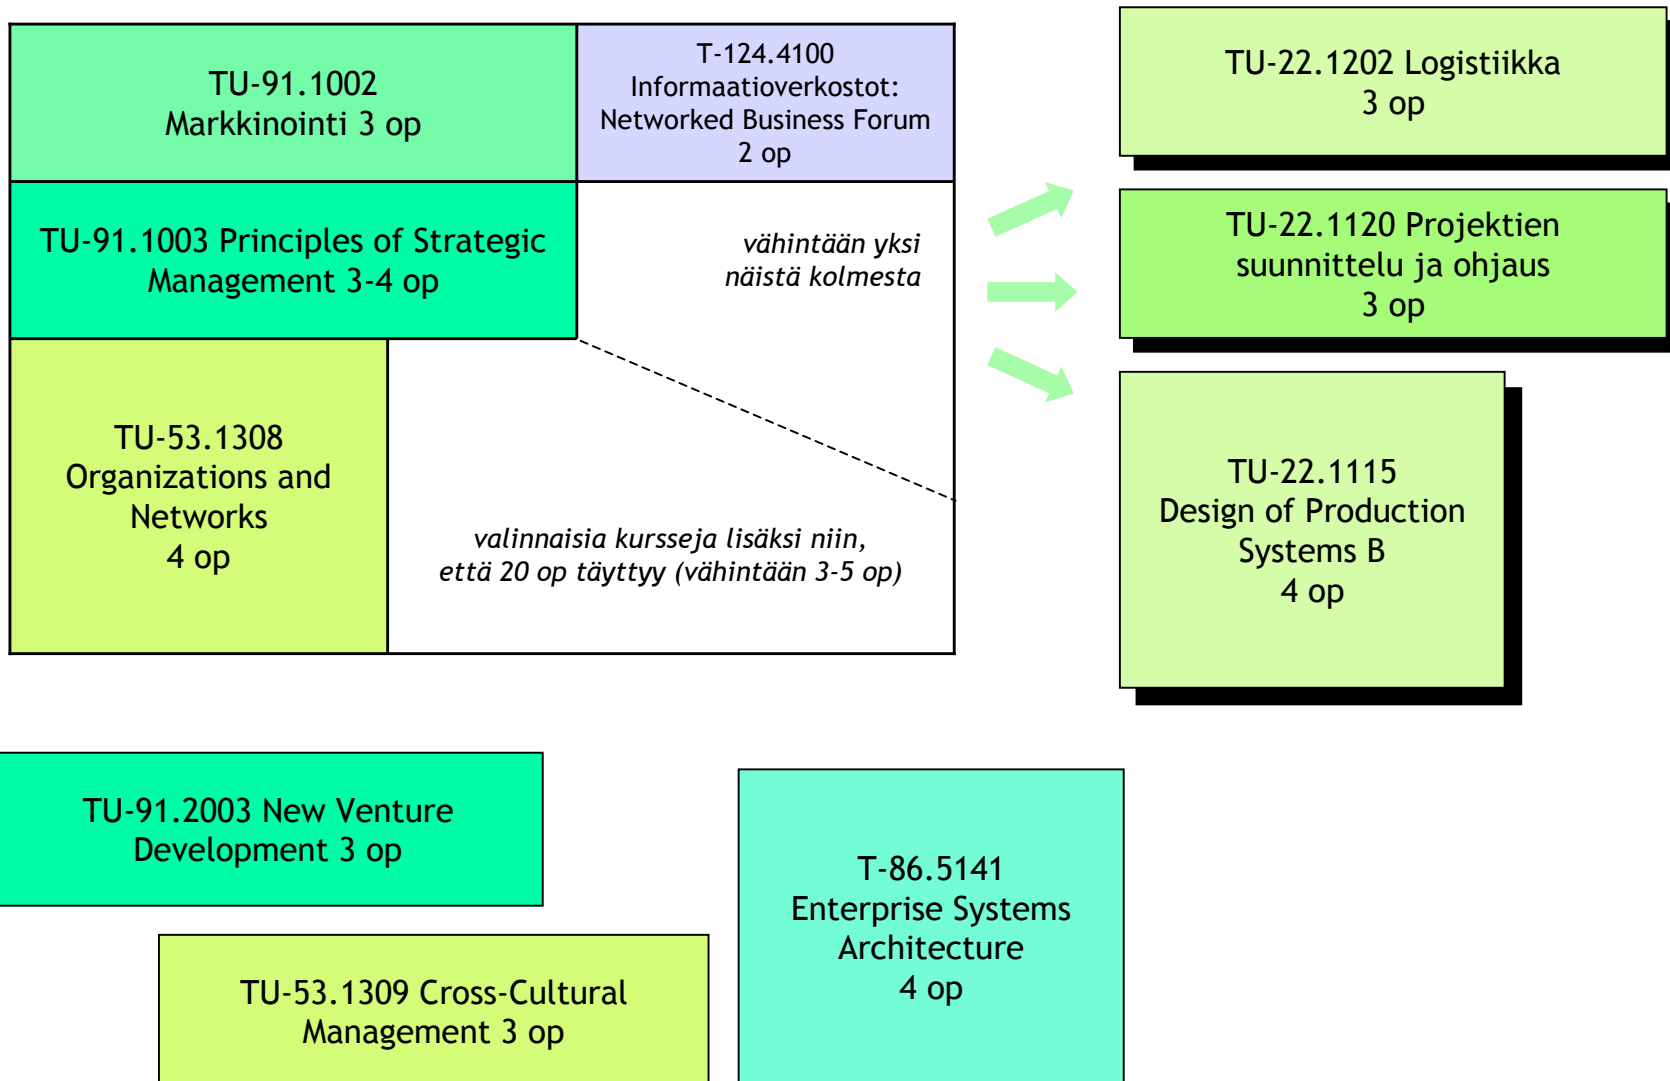 TU-91.1002
Markkinointi 3 op
T-124.4100
Informaatioverkostot:
Networked Business Forum
2 op
TU-91.1003 Principles of Strategic
Management 3-4 op
vähintään yksi
näistä kolmesta
TU-53.1308
Organizations and
Networks
4 op
valinnaisia kursseja lisäksi niin,
että 20 op täyttyy (vähintään 3-5 op)
TU-22.1202 Logistiikka
3 op
TU-22.1120 Projektien
suunnittelu ja ohjaus
3 op
TU-22.1115
Design of Production
Systems B
4 op
TU-91.2003 New Venture
Development 3 op
TU-53.1309 Cross-Cultural
Management 3 op
T-86.5141
Enterprise Systems
Architecture
4 op